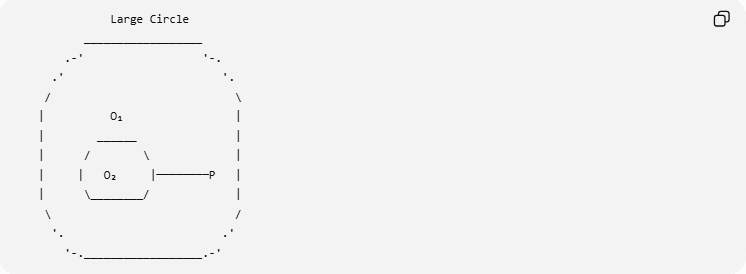 Large Circle
O₁
O₂
P